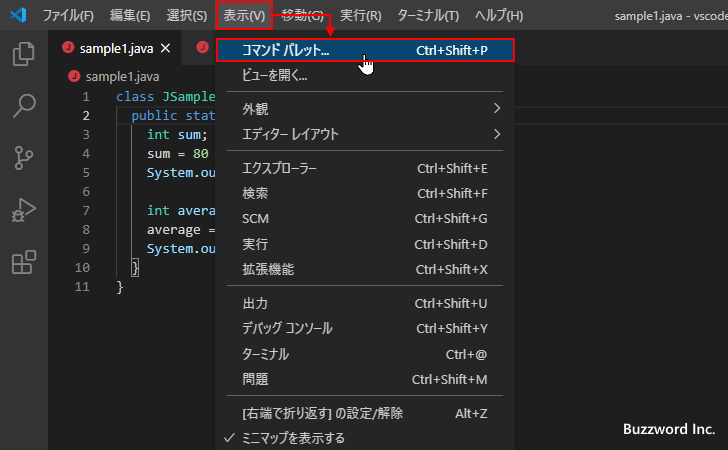 ファイル(F) 編集(E) 選択(S) 表示(V) 移動(G) 実行(R) ターミナル(T) ヘルプ(H) sample1.java - vscode
sample1.java
sample1.java
1 class JSample
2 public stat
3 int sum;
4 sum = 80
5 System.ou
6
7 int avera
8 average =
9 System.ou
10 }
11 }
コマンド パレット... Ctrl+Shift+P
ビューを開く...
外観
エディター レイアウト
エクスプローラー Ctrl+Shift+E
検索 Ctrl+Shift+F
SCM Ctrl+Shift+G
実行 Ctrl+Shift+D
拡張機能 Ctrl+Shift+X
出力 Ctrl+Shift+U
デバッグ コンソール Ctrl+Shift+Y
ターミナル Ctrl+@
問題 Ctrl+Shift+M
[右端で折り返す] の設定/解除 Alt+Z
ミニマップを表示する
Buzzword Inc.